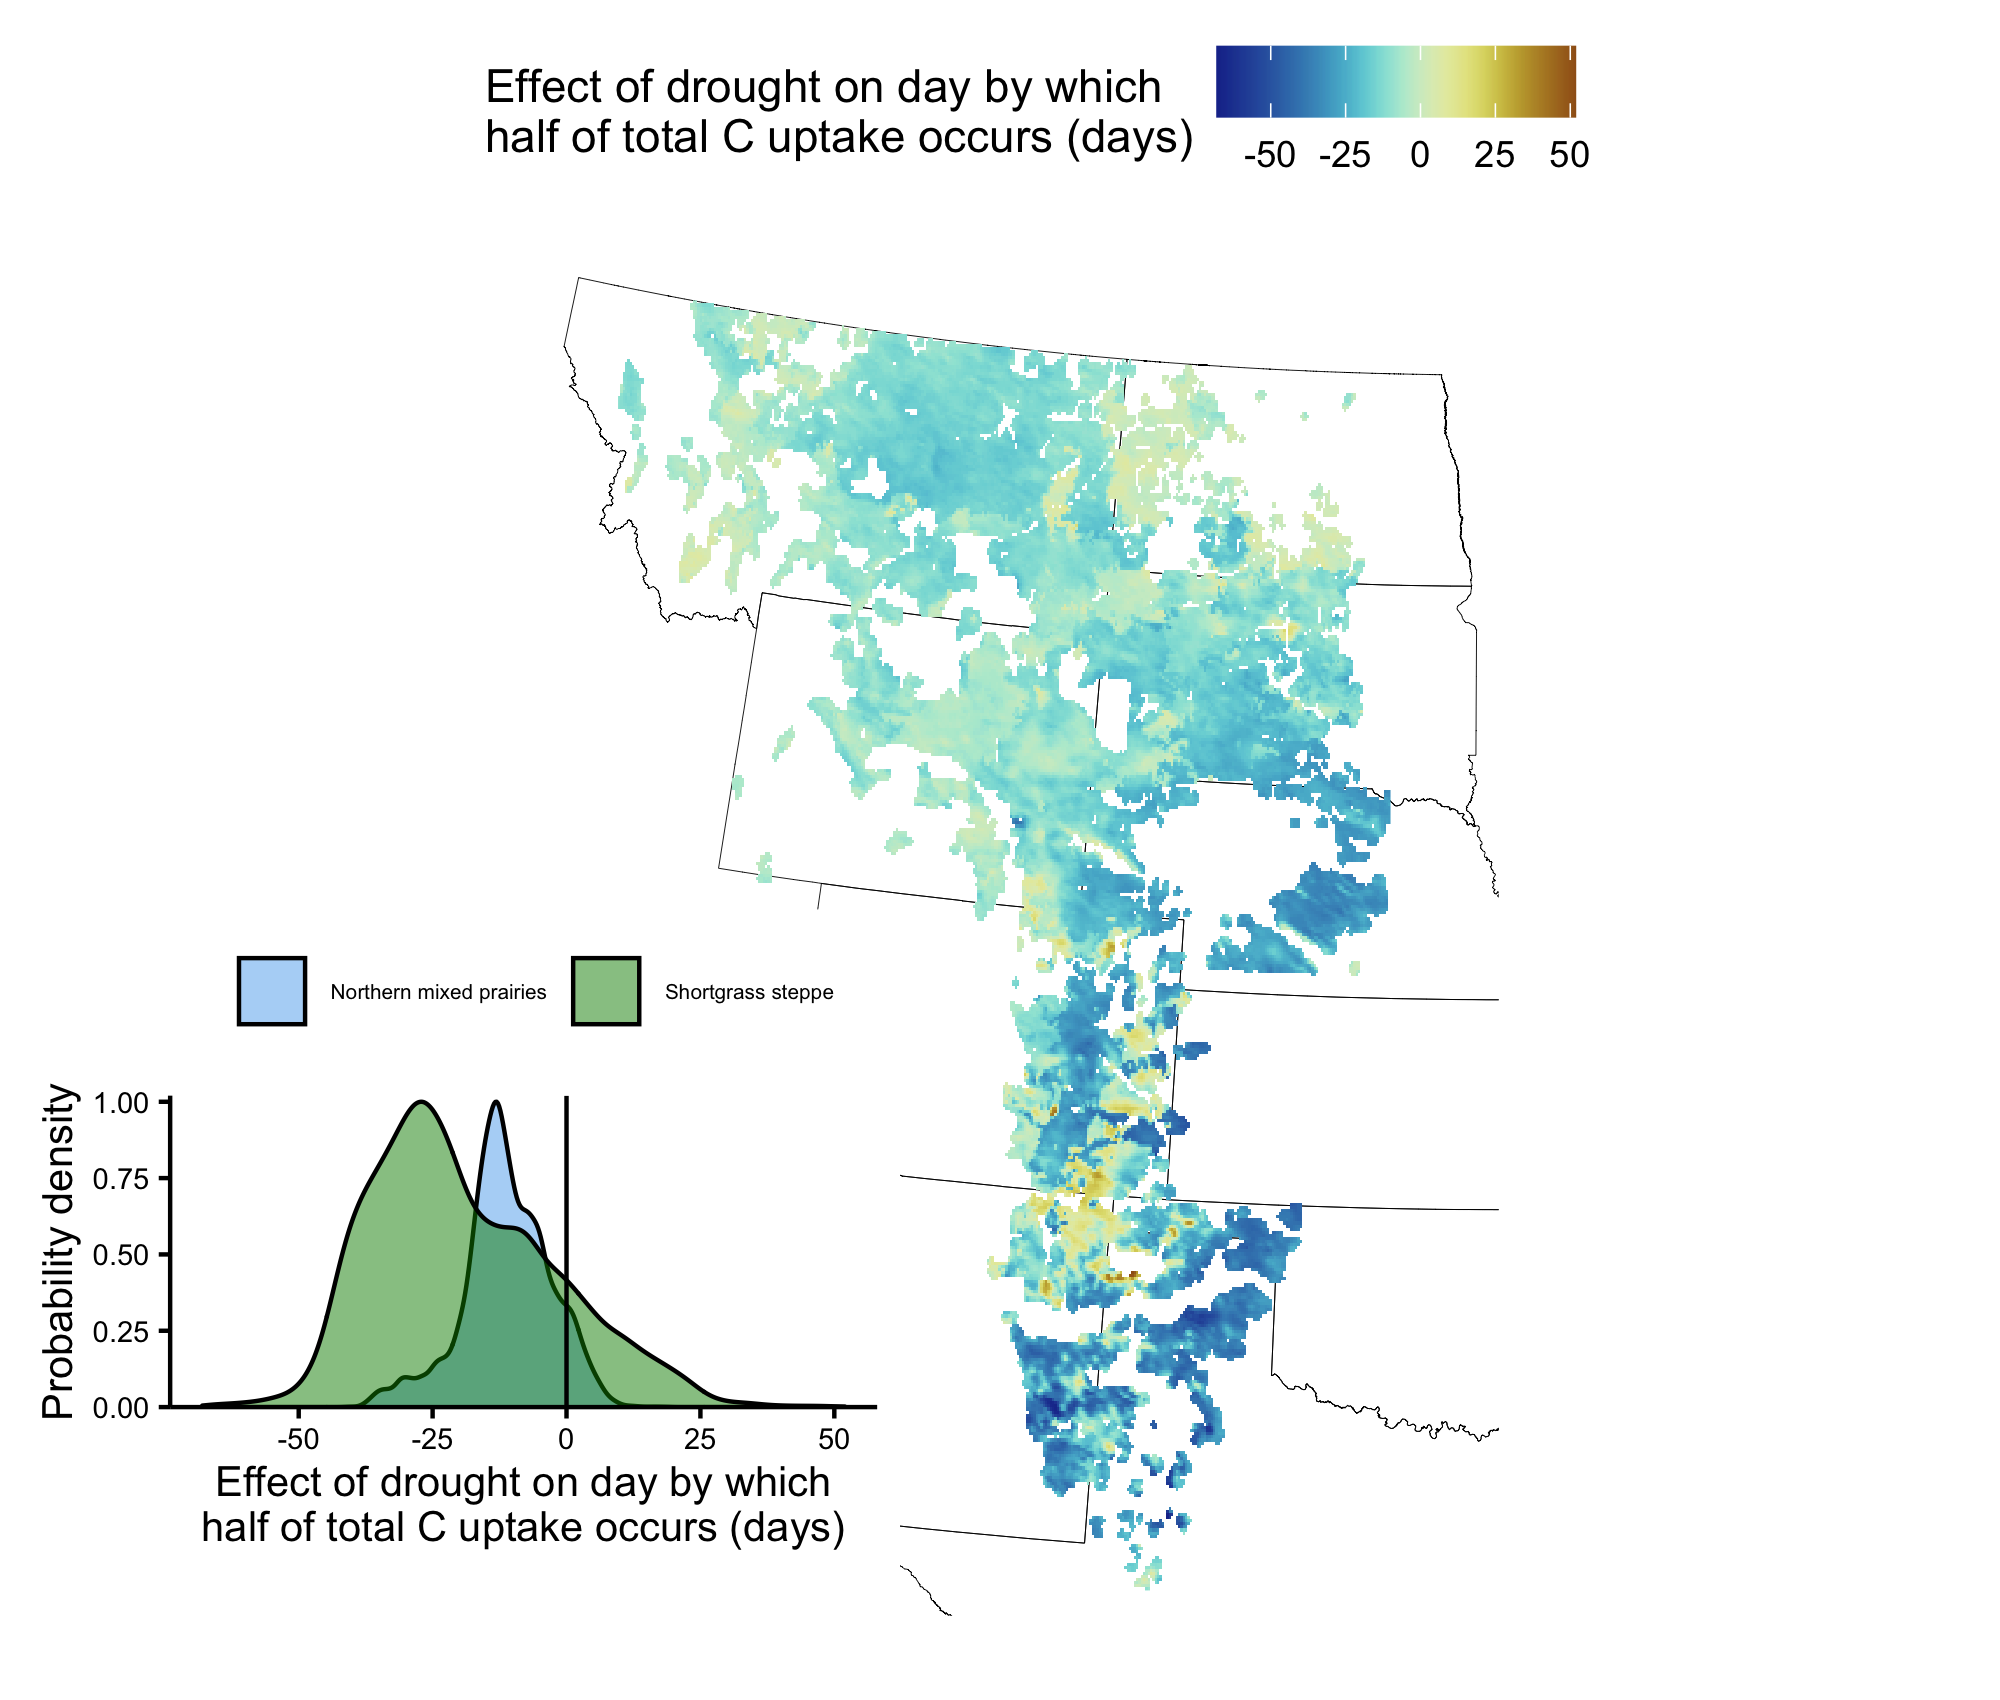 Effect of drought on day by which
half of total C uptake occurs (days)
-50 -25 0 25 50
Northern mixed prairies Shortgrass steppe
Probability density
1.00
0.75
0.50
0.25
0.00
-50 -25 0 25 50
Effect of drought on day by which
half of total C uptake occurs (days)